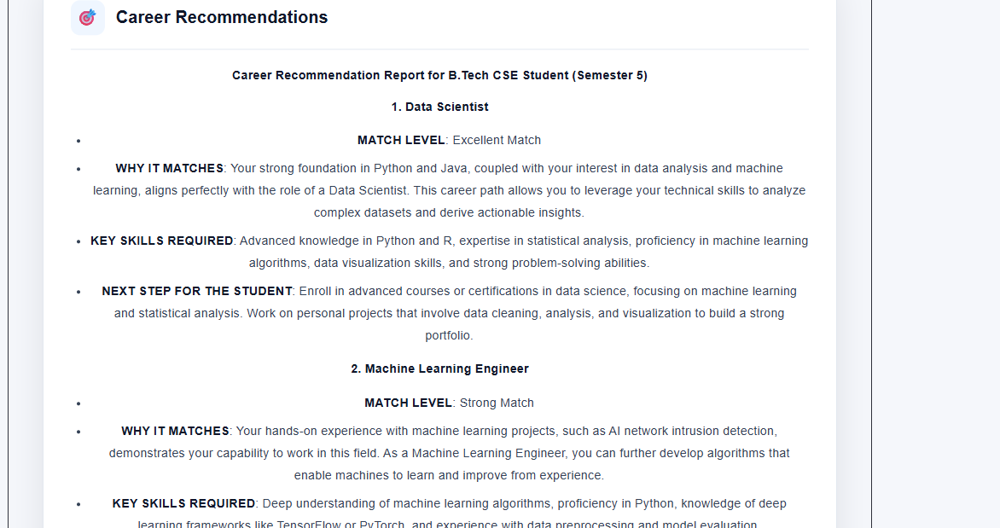 Career Recommendations
Career Recommendation Report for B.Tech CSE Student (Semester 5)
1. Data Scientist
• MATCH LEVEL: Excellent Match
• WHY IT MATCHES: Your strong foundation in Python and Java, coupled with your interest in data analysis and machine
learning, aligns perfectly with the role of a Data Scientist. This career path allows you to leverage your technical skills to analyze
complex datasets and derive actionable insights.
• KEY SKILLS REQUIRED: Advanced knowledge in Python and R, expertise in statistical analysis, proficiency in machine learning
algorithms, data visualization skills, and strong problem-solving abilities.
• NEXT STEP FOR THE STUDENT: Enroll in advanced courses or certifications in data science, focusing on machine learning
and statistical analysis. Work on personal projects that involve data cleaning, analysis, and visualization to build a strong
portfolio.
2. Machine Learning Engineer
• MATCH LEVEL: Strong Match
• WHY IT MATCHES: Your hands-on experience with machine learning projects, such as AI network intrusion detection,
demonstrates your capability to work in this field. As a Machine Learning Engineer, you can further develop algorithms that
enable machines to learn and improve from experience.
• KEY SKILLS REQUIRED: Deep understanding of machine learning algorithms, proficiency in Python, knowledge of deep
learning frameworks like TensorFlow or PyTorch, and experience with data preprocessing and model evaluation.